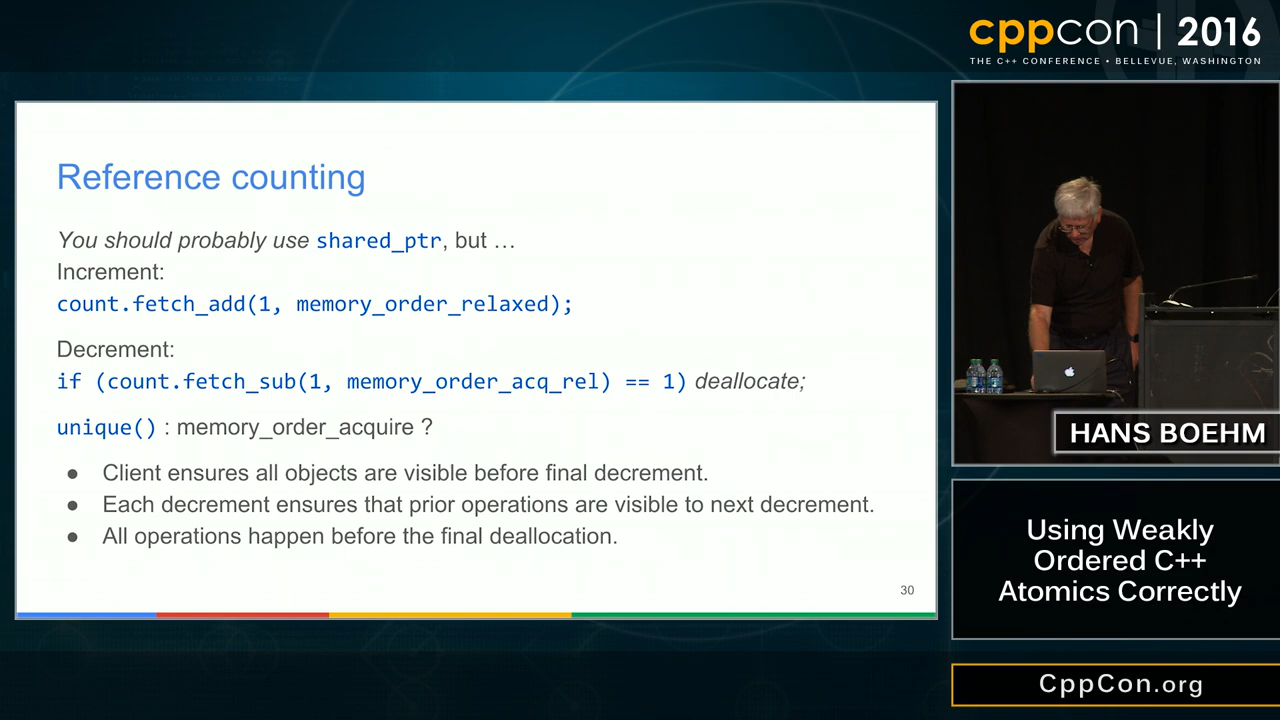 cppcon | 2016
THE C++ CONFERENCE • BELLEVUE, WASHINGTON
Reference counting
You should probably use shared_ptr, but …
Increment:
count.fetch_add(1, memory_order_relaxed);
Decrement:
if (count.fetch_sub(1, memory_order_acq_rel) == 1) deallocate;
unique() : memory_order_acquire ?
● Client ensures all objects are visible before final decrement.
● Each decrement ensures that prior operations are visible to next decrement.
● All operations happen before the final deallocation.
30
HANS BOEHM
Using Weakly
Ordered C++
Atomics Correctly
CppCon.org